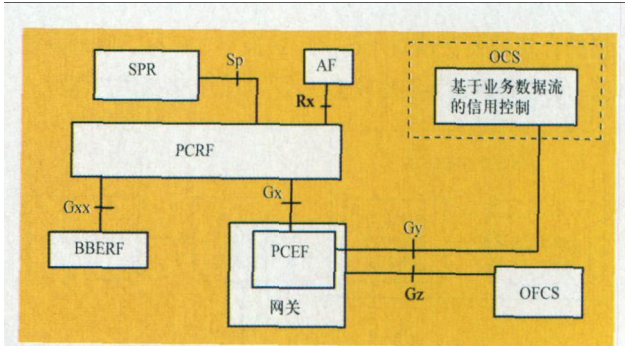 OCS
SPR
Sp
AF
基于业务数据流
的信用控制
Rx
PCRF
Gxx
Gx
Gy
BBERF
PCEF
Gz
OFCS
网关